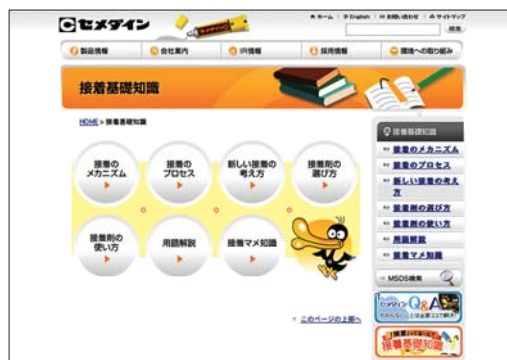 ホーム English お問い合わせ サイトマップ
セメダイン
検索
製品情報 会社案内 IR情報 採用情報 環境への取り組み
接着基礎知識
HOME > 接着基礎知識
接着の
メカニズム
接着の
プロセス
新しい接着の
考え方
接着剤の
選び方
接着剤の
使い方
用語解説
接着マメ知識
このページの上部へ
接着基礎知識
接着のメカニズム
接着のプロセス
新しい接着の考え
方
接着剤の選び方
接着剤の使い方
用語解説
接着マメ知識
MSDS検索
セメダイン Q&A
接着基礎知識